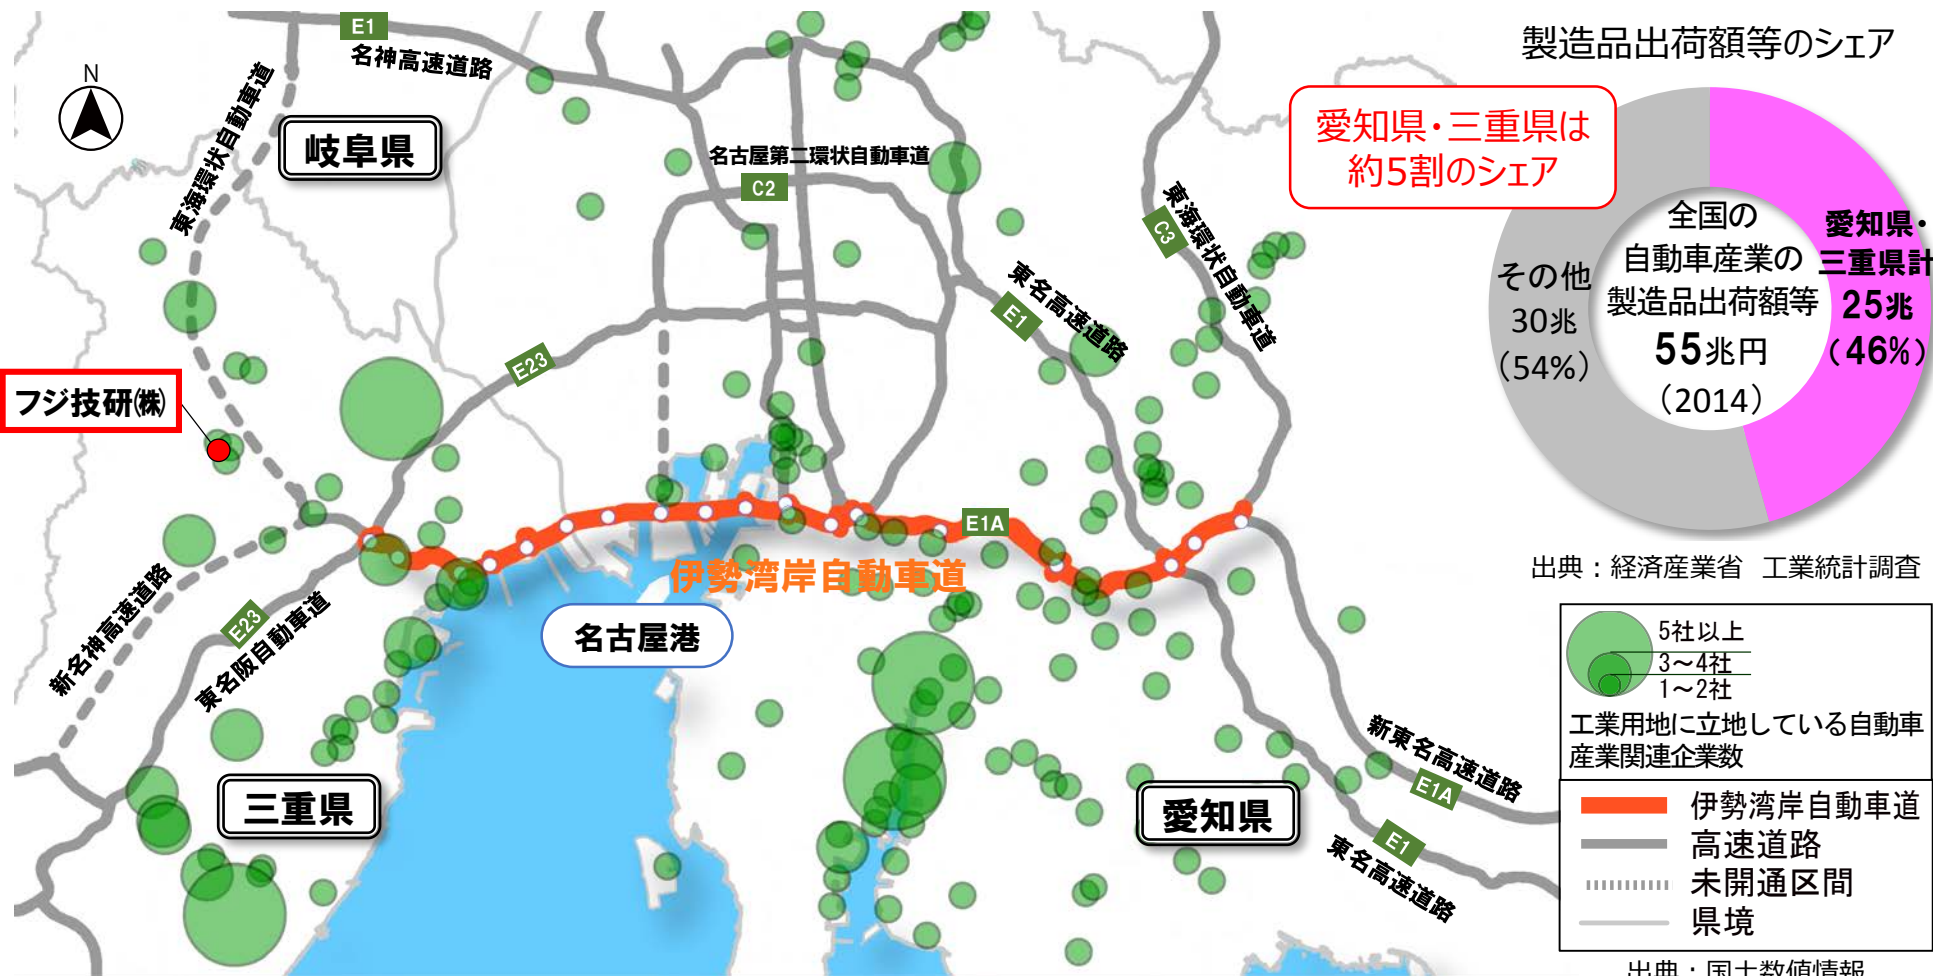 E1
名神高速道路
N
東海環状自動車道
岐阜県
名古屋第二環状自動車道
C2
東海環状自動車道
C3
東名高速道路
E1
E23
フジ技研㈱
E1A
伊勢湾岸自動車道
名古屋港
新名神高速道路
E23
東名阪自動車道
三重県
愛知県
新東名高速道路
E1A
E1
東名高速道路
製造品出荷額等のシェア
愛知県・三重県は
約5割のシェア
全国の
自動車産業の
製造品出荷額等
55兆円
（2014）
その他
30兆
（54%）
愛知県・
三重県計
25兆
（46%）
出典：経済産業省 工業統計調査
5社以上
3～4社
1～2社
工業用地に立地している自動車
産業関連企業数
伊勢湾岸自動車道
高速道路
未開通区間
県境
出典：国土数値情報